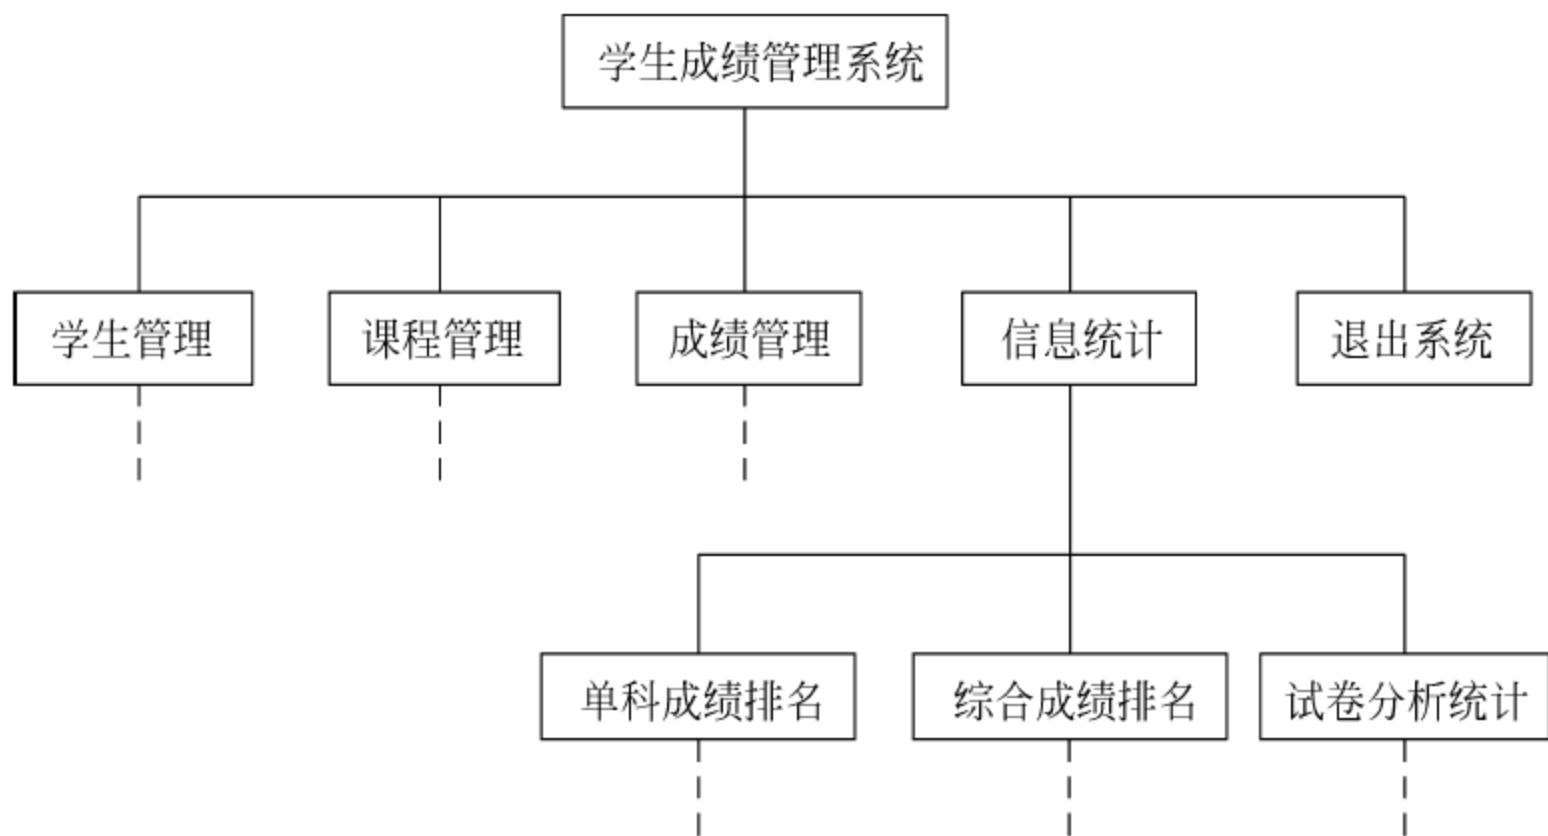 学生成绩管理系统
学生管理
课程管理
成绩管理
信息统计
退出系统
单科成绩排名
综合成绩排名
试卷分析统计